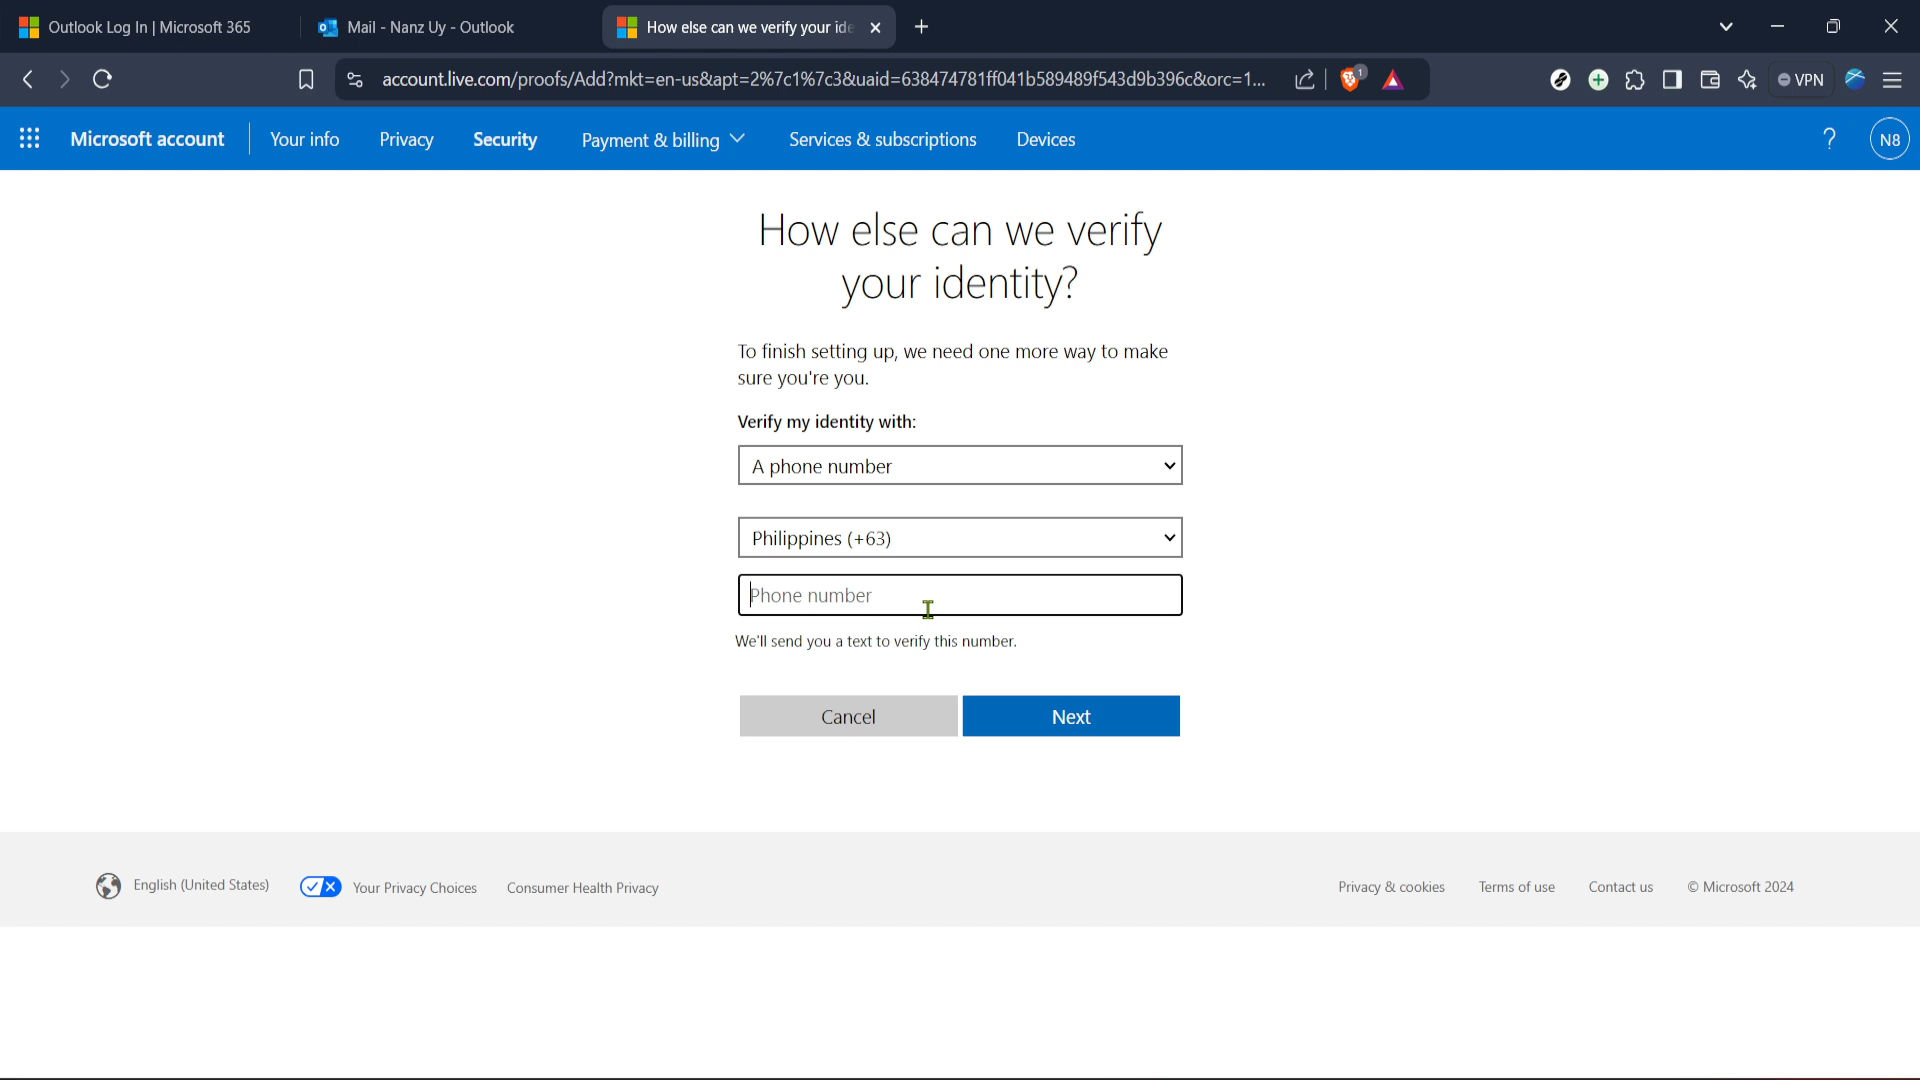 Outlook Log In | Microsoft 365
Mail - Nanz Uy - Outlook
How else can we verify your ide
account.live.com/proofs/Add?mkt=en-us&apt=2%7c1%7c3&uaid=638474781ff041b589489f543d9b396c&orc=1...
1
VPN
Microsoft account
Your info
Privacy
Security
Payment & billing
Services & subscriptions
Devices
?
N8
How else can we verify
your identity?
To finish setting up, we need one more way to make
sure you're you.
Verify my identity with:
A phone number
Philippines (+63)
Phone number
We'll send you a text to verify this number.
Cancel
Next
English (United States)
Your Privacy Choices
Consumer Health Privacy
Privacy & cookies
Terms of use
Contact us
© Microsoft 2024